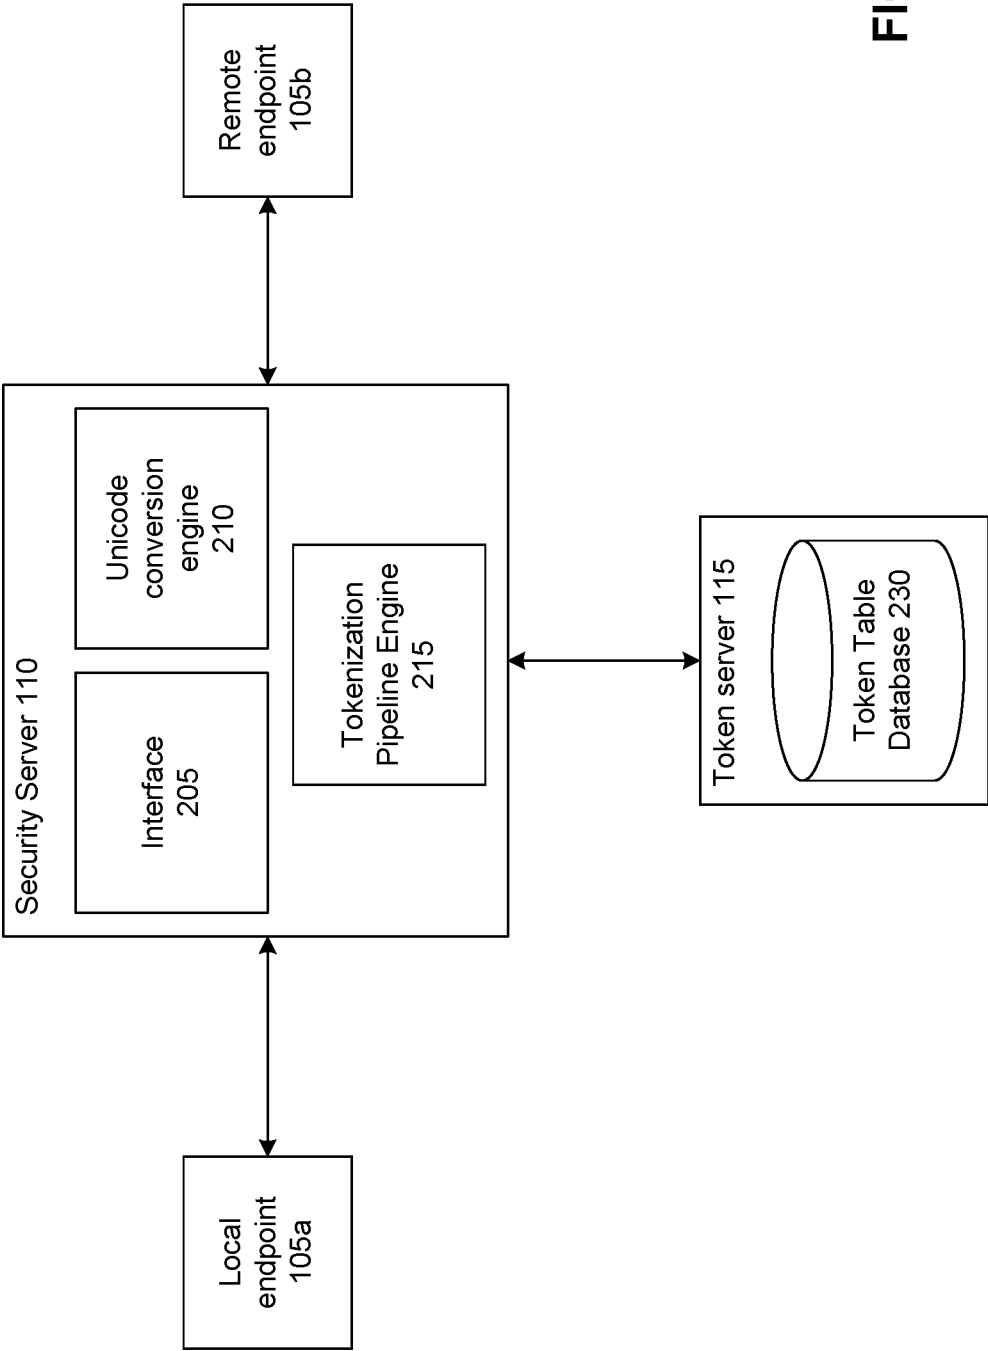 Security Server 110
Interface
205
Unicode
conversion
engine
210
Tokenization
Pipeline Engine
215
Local
endpoint
105a
Remote
endpoint
105b
Token server 115
Token Table
Database 230